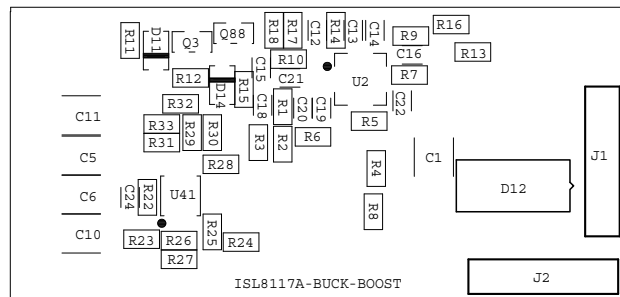 R11
D11
Q3
Q88
R18
R17
C12
R14
C13
C14
R9
R16
C16
R13
R10
C15
C21
U2
R7
R12
D14
R15
C18
R1
C20
C19
C22
R32
C11
R33
R29
R30
R31
R3
R2
R6
R5
C5
R28
R4
C1
D12
J1
C6
C24
R22
U41
R8
C10
R23
R26
R25
R24
R27
ISL8117A-BUCK-BOOST
J2